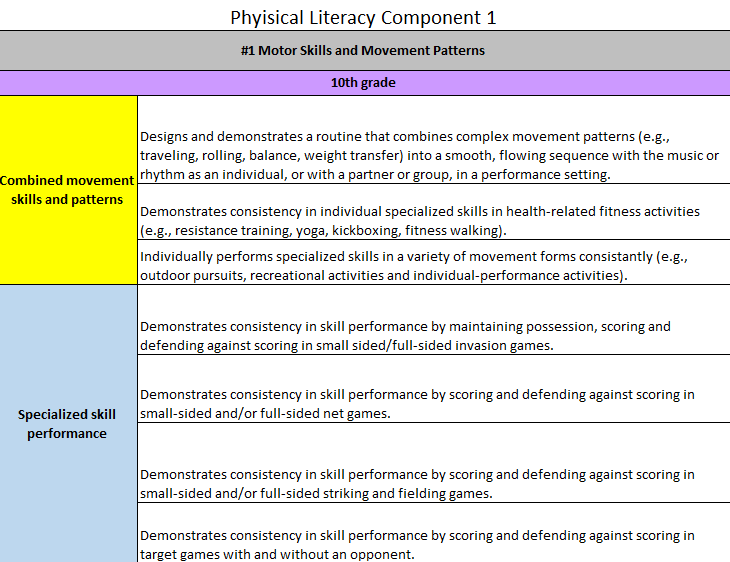 Phyisical Literacy Component 1
#1 Motor Skills and Movement Patterns
10th grade
Combined movement
skills and patterns
Designs and demonstrates a routine that combines complex movement patterns (e.g.,
traveling, rolling, balance, weight transfer) into a smooth, flowing sequence with the music or
rhythm as an individual, or with a partner or group, in a performance setting.
Demonstrates consistency in individual specialized skills in health-related fitness activities
(e.g., resistance training, yoga, kickboxing, fitness walking).
Individually performs specialized skills in a variety of movement forms consistantly (e.g.,
outdoor pursuits, recreational activities and individual-performance activities).
Specialized skill
performance
Demonstrates consistency in skill performance by maintaining possession, scoring and
defending against scoring in small sided/full-sided invasion games.
Demonstrates consistency in skill performance by scoring and defending against scoring in
small-sided and/or full-sided net games.
Demonstrates consistency in skill performance by scoring and defending against scoring in
small-sided and/or full-sided striking and fielding games.
Demonstrates consistency in skill performance by scoring and defending against scoring in
target games with and without an opponent.